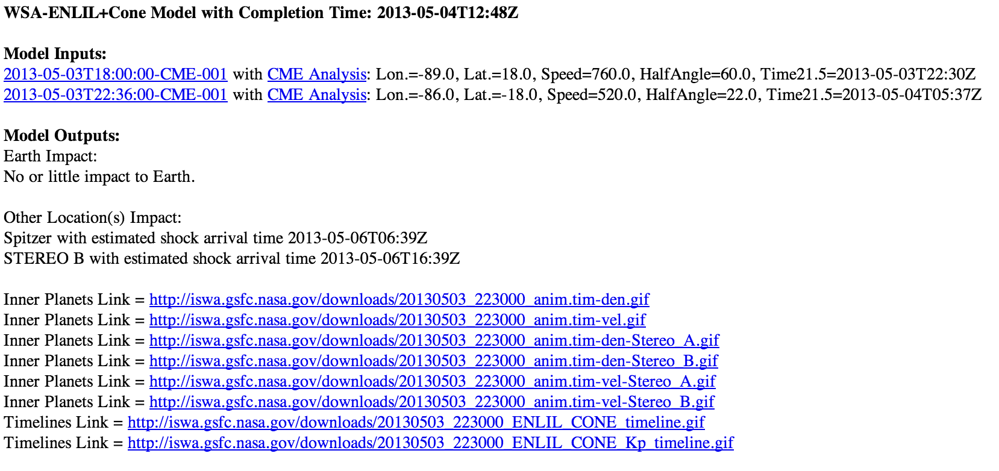 WSA-ENLIL+Cone Model with Completion Time: 2013-05-04T12:48Z
Model Inputs:
2013-05-03T18:00:00-CME-001 with CME Analysis: Lon.=-89.0, Lat.=18.0, Speed=760.0, HalfAngle=60.0, Time21.5=2013-05-03T22:30Z
2013-05-03T22:36:00-CME-001 with CME Analysis: Lon.=-86.0, Lat.=-18.0, Speed=520.0, HalfAngle=22.0, Time21.5=2013-05-04T05:37Z
Model Outputs:
Earth Impact:
No or little impact to Earth.
Other Location(s) Impact:
Spitzer with estimated shock arrival time 2013-05-06T06:39Z
STEREO B with estimated shock arrival time 2013-05-06T16:39Z
Inner Planets Link = http://iswa.gsfc.nasa.gov/downloads/20130503_223000_anim.tim-den.gif
Inner Planets Link = http://iswa.gsfc.nasa.gov/downloads/20130503_223000_anim.tim-vel.gif
Inner Planets Link = http://iswa.gsfc.nasa.gov/downloads/20130503_223000_anim.tim-den-Stereo_A.gif
Inner Planets Link = http://iswa.gsfc.nasa.gov/downloads/20130503_223000_anim.tim-den-Stereo_B.gif
Inner Planets Link = http://iswa.gsfc.nasa.gov/downloads/20130503_223000_anim.tim-vel-Stereo_A.gif
Inner Planets Link = http://iswa.gsfc.nasa.gov/downloads/20130503_223000_anim.tim-vel-Stereo_B.gif
Timelines Link = http://iswa.gsfc.nasa.gov/downloads/20130503_223000_ENLIL_CONE_timeline.gif
Timelines Link = http://iswa.gsfc.nasa.gov/downloads/20130503_223000_ENLIL_CONE_Kp_timeline.gif